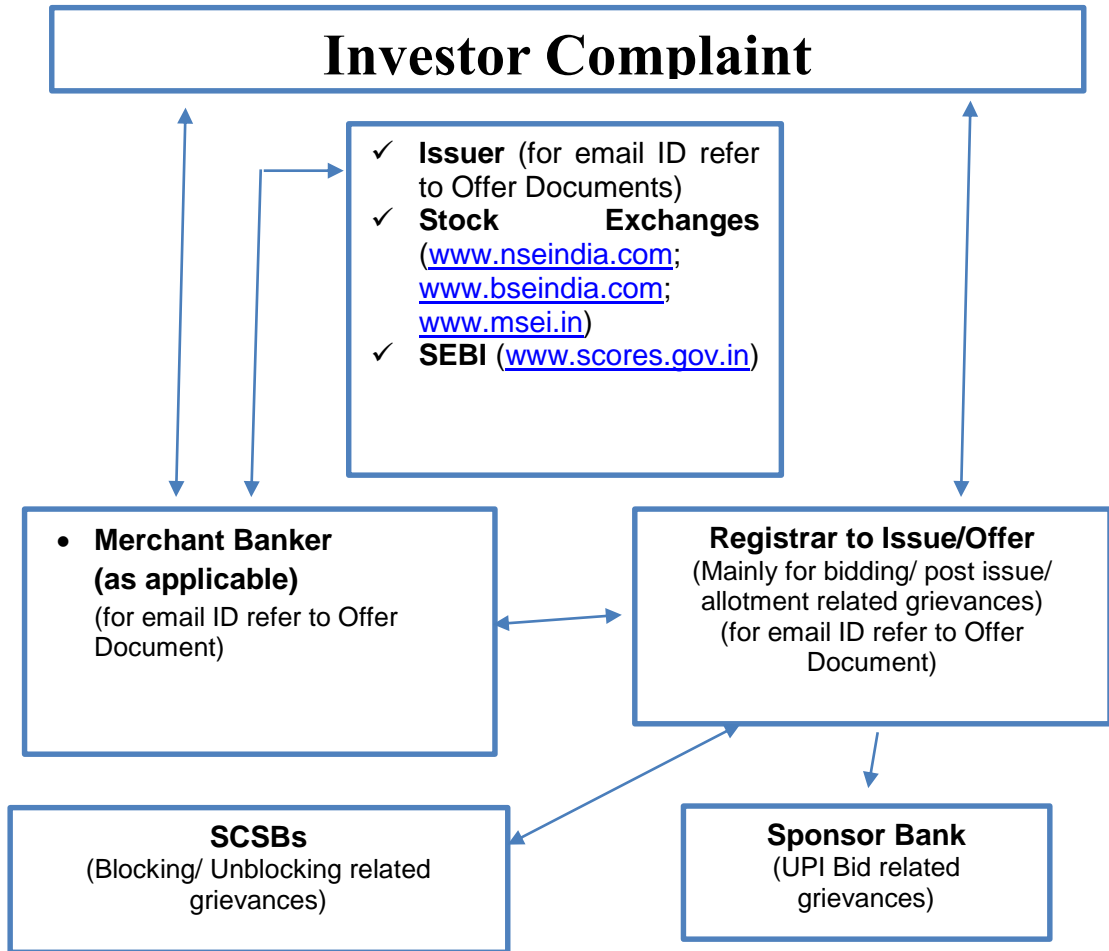 Investor Complaint
✓ Issuer (for email ID refer
to Offer Documents)
✓ Stock Exchanges
(www.nseindia.com;
www.bseindia.com;
www.msei.in)
✓ SEBI (www.scores.gov.in)
• Merchant Banker
(as applicable)
(for email ID refer to Offer
Document)
Registrar to Issue/Offer
(Mainly for bidding/ post issue/
allotment related grievances)
(for email ID refer to Offer
Document)
SCSBs
(Blocking/ Unblocking related
grievances)
Sponsor Bank
(UPI Bid related
grievances)